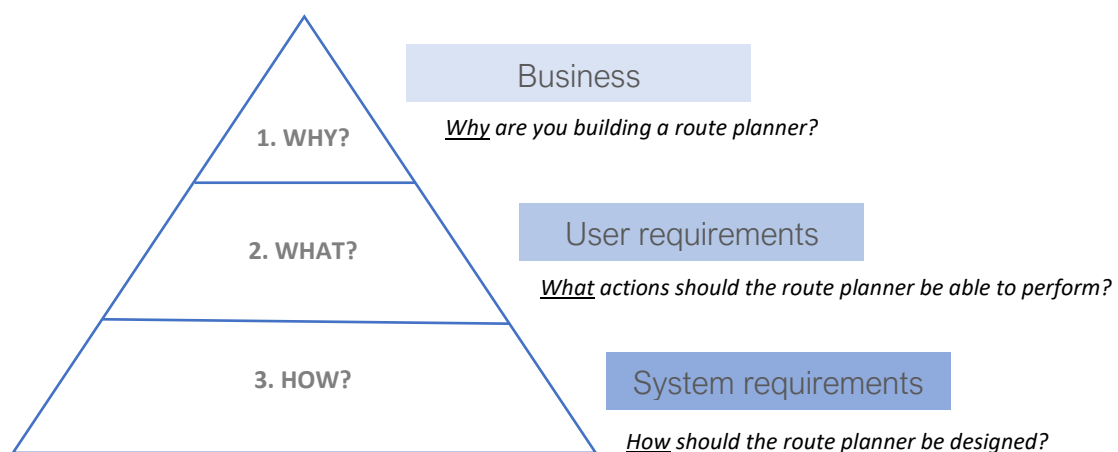 Business
1. WHY?
Why are you building a route planner?
User requirements
2. WHAT?
What actions should the route planner be able to perform?
System requirements
3. HOW?
How should the route planner be designed?